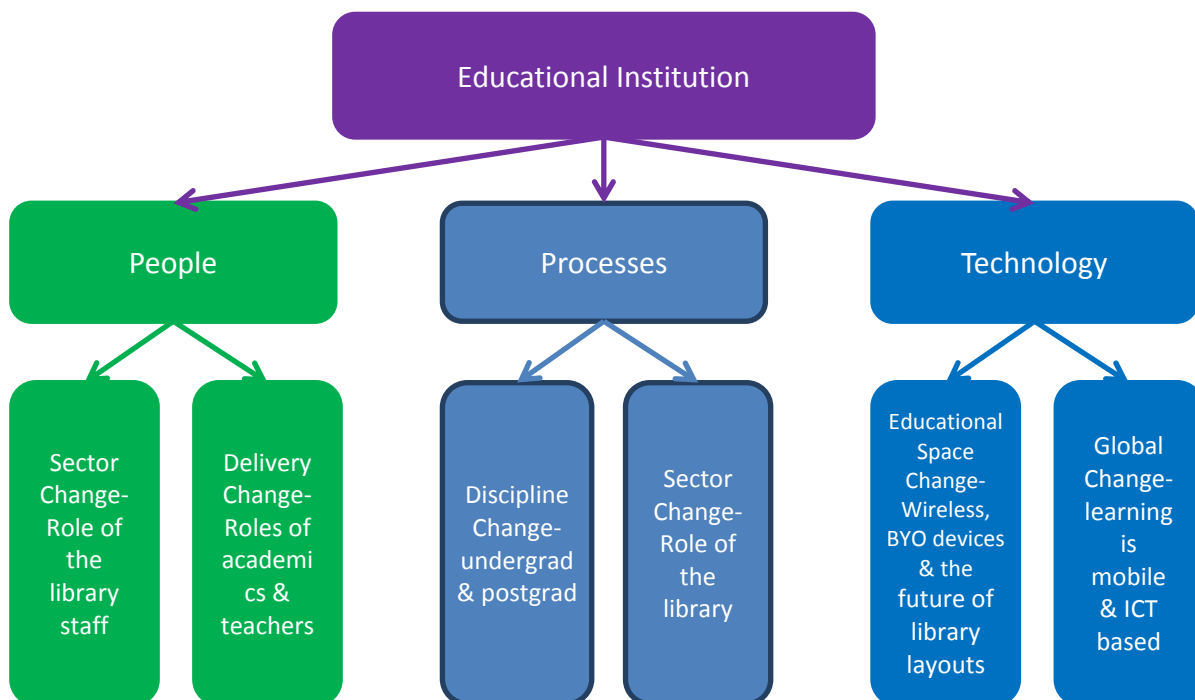 Educational Institution
People
Processes
Technology
Sector
Change-
Role of
the
library
staff
Delivery
Change-
Roles of
academi
cs &
teachers
Discipline
Change-
undergrad
& postgrad
Sector
Change-
Role of
the
library
Educational
Space
Change-
Wireless,
BYO devices
& the
future of
library
layouts
Global
Change-
learning
is
mobile
& ICT
based